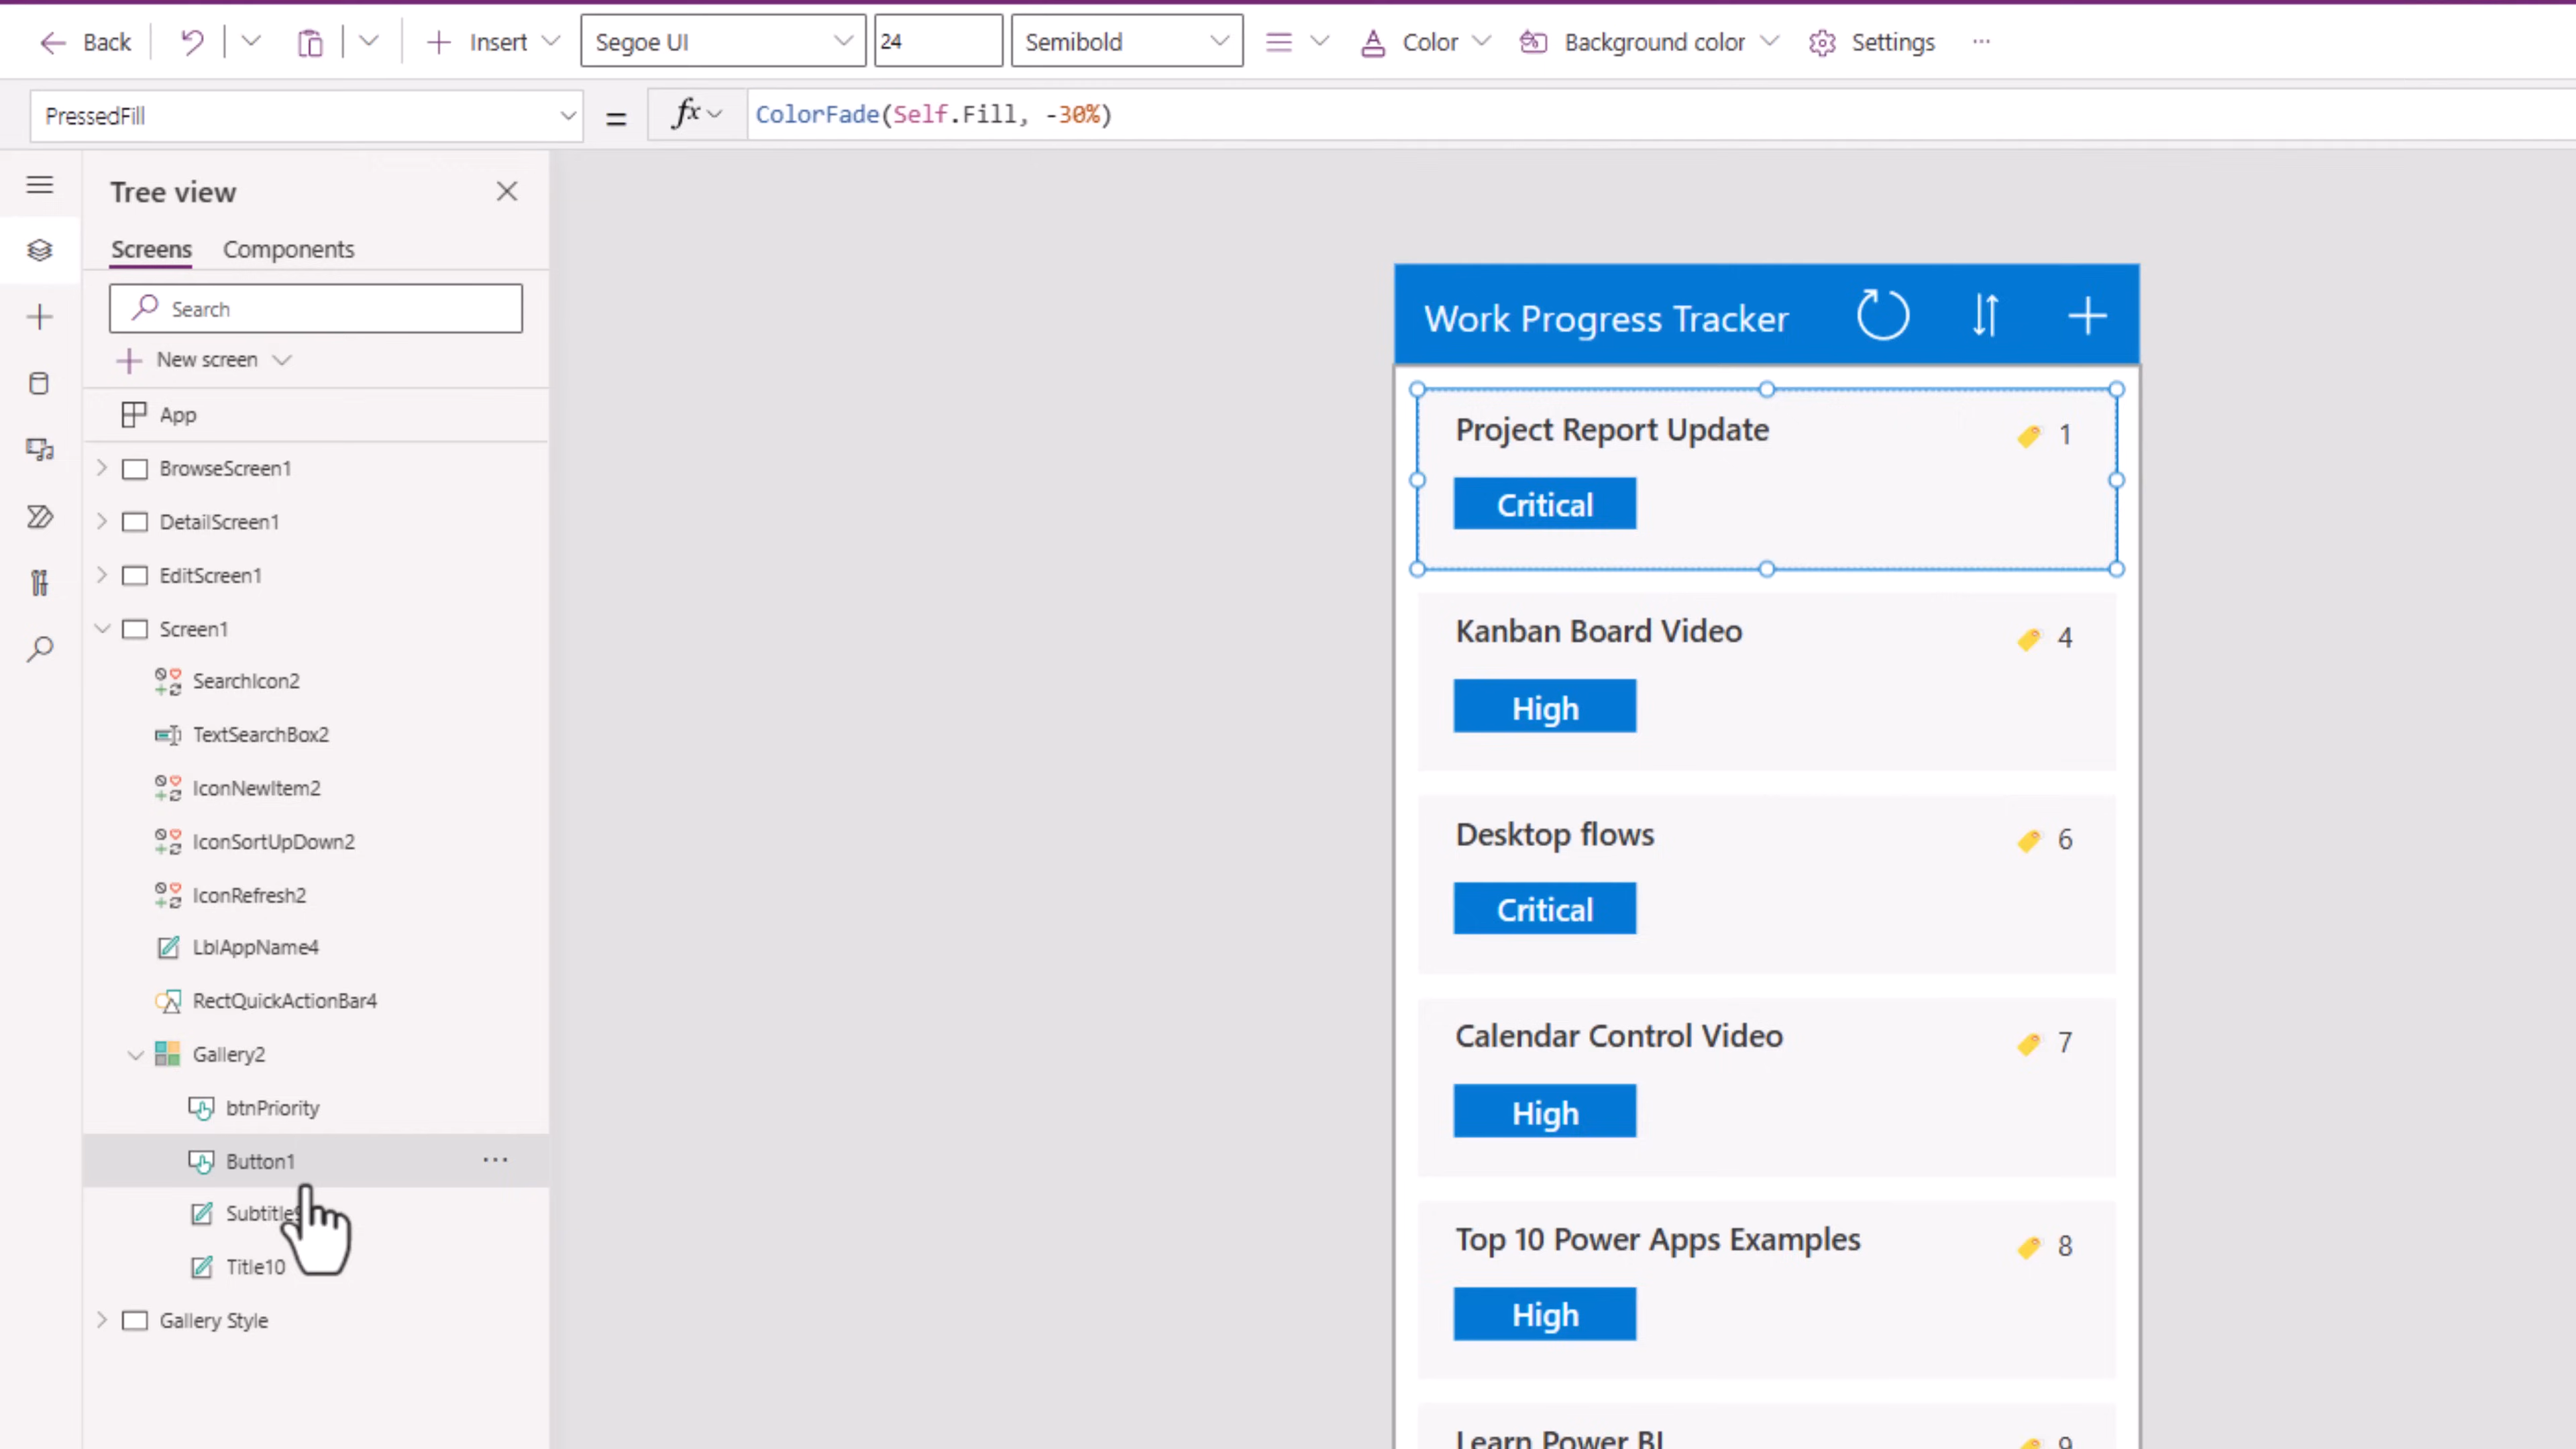 Back
Insert
Segoe UI
24
Semibold
Color
Background color
Settings
PressedFill
=
fx
ColorFade(Self.Fill, -30%)
Tree view
Screens
Components
Search
New screen
App
BrowseScreen1
DetailScreen1
EditScreen1
Screen1
SearchIcon2
TextSearchBox2
IconNewItem2
IconSortUpDown2
IconRefresh2
LblAppName4
RectQuickActionBar4
Gallery2
btnPriority
Button1
Subtitle
Title10
Gallery Style
Work Progress Tracker
Project Report Update
1
Critical
Kanban Board Video
4
High
Desktop flows
6
Critical
Calendar Control Video
7
High
Top 10 Power Apps Examples
8
High
Learn Power BI
9